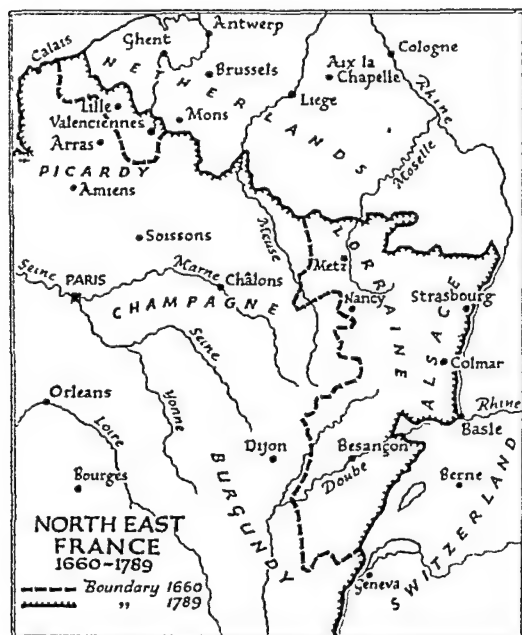 Antwerp
Calais
Ghent
Cologne
NETHERLANDS
Brussels
Aix la
Chapelle
Lille
Liege
Rhine
Valenciennes
Mons
Arras
PICARDY
Moselle
Amiens
Meuse
LORRAINE
Soissons
Metz
Seine
PARIS
Marne
Châlons
CHAMPAGNE
Nancy
Strasbourg
ALSACE
Seine
Colmar
Orleans
Yonne
Rhine
Loire
Basle
Dijon
Besançon
Doube
Bourges
BURGUNDY
Berne
SWITZERLAND
NORTH EAST
FRANCE
1660-1789
Boundary 1660
" 1789
Geneva